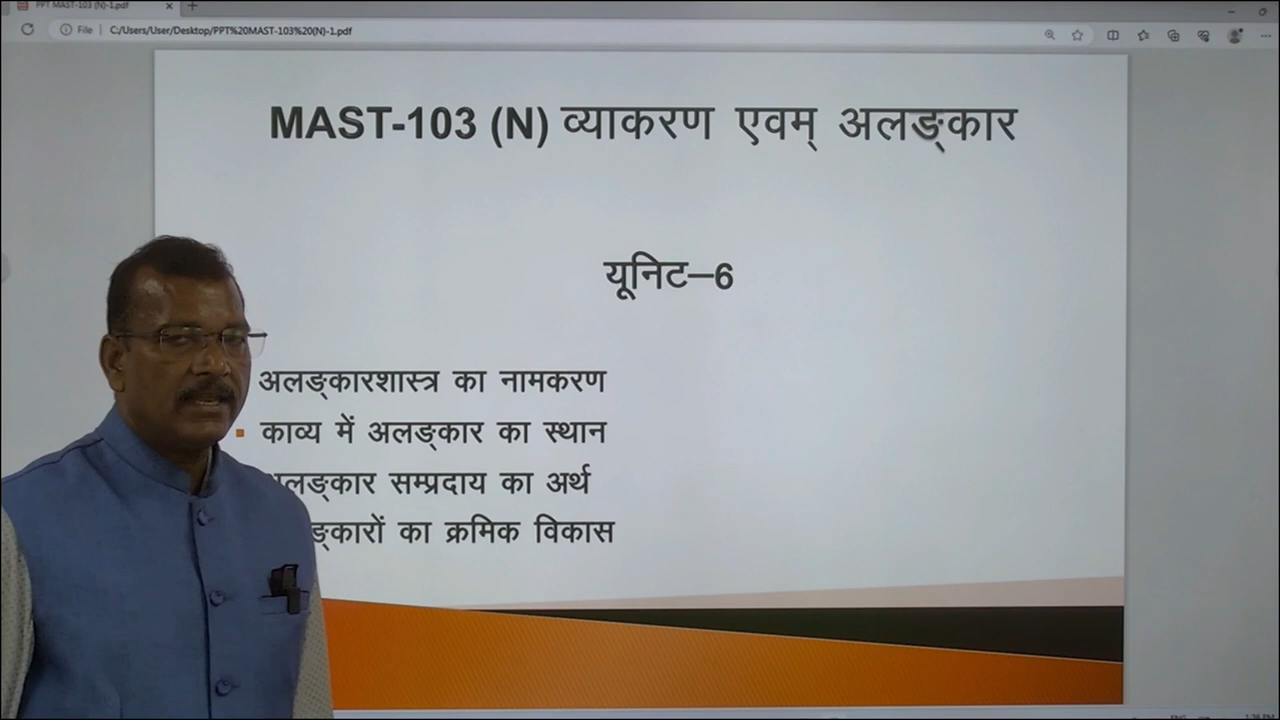 PPT MAST-103 (N)-1.pdf
File
C:/Users/User/Desktop/PPT%20MAST-103%20(N)-1.pdf
MAST-103 (N) व्याकरण एवम् अलङ्कार
यूनिट–6
अलङ्कारशास्त्र का नामकरण
काव्य में अलङ्कार का स्थान
सम्प्रदाय का अर्थ
का क्रमिक विकास